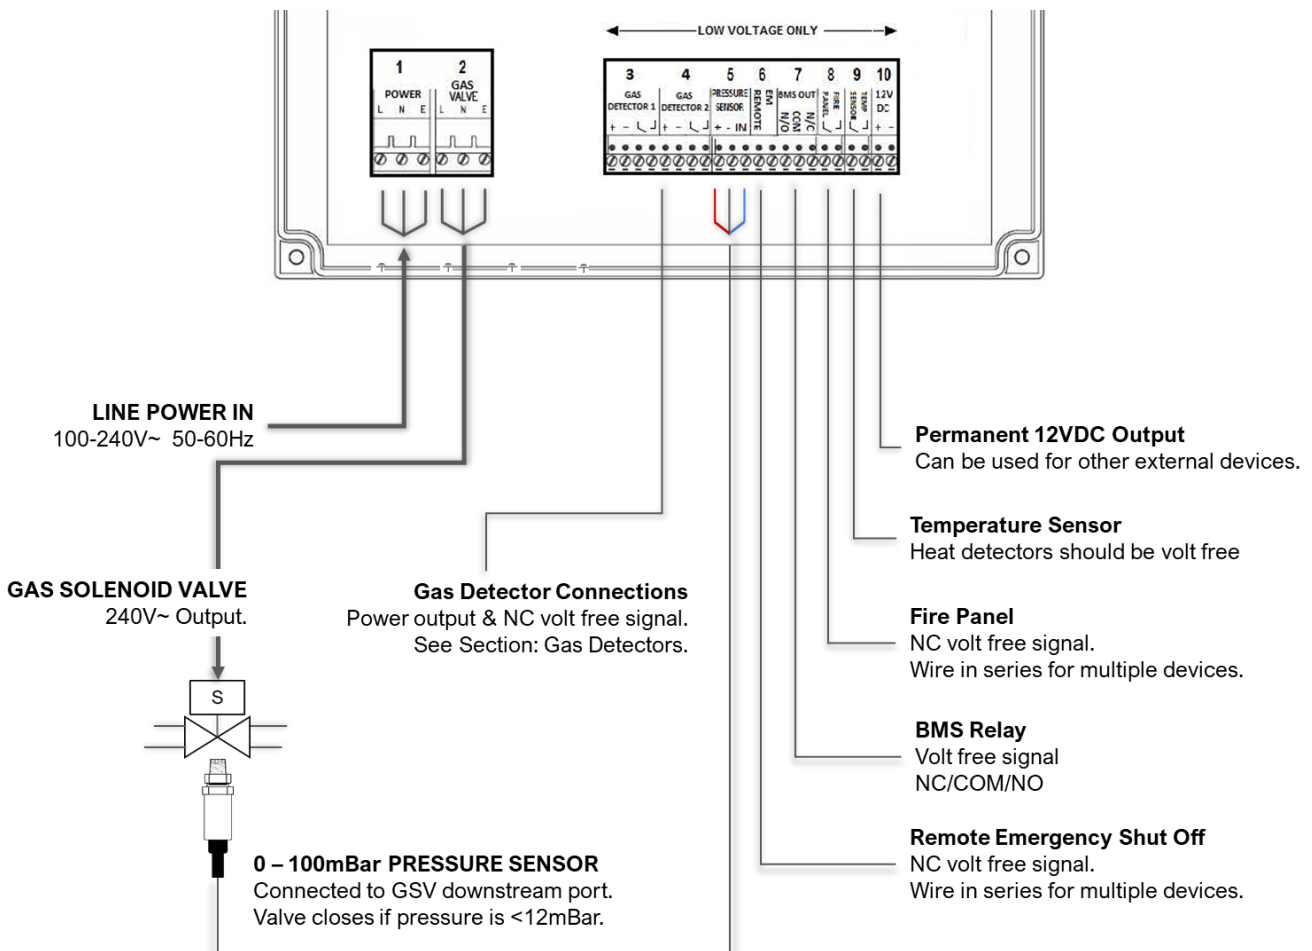 LOW VOLTAGE ONLY
1 2
POWER GAS VALVE
L N E L N E
3 4 5 6 7 8 9 10
GAS DETECTOR 1
+ -
GAS DETECTOR 2
+ -
PRESSURE SENSOR
+ - IN
EM REMOTE
BMS OUT
N/O COM N/C
FIRE PANEL
TEMP SENSOR
12V DC
+ -
LINE POWER IN
100-240V~ 50-60Hz
GAS SOLENOID VALVE
240V~ Output.
S
0 – 100mBar PRESSURE SENSOR
Connected to GSV downstream port.
Valve closes if pressure is <12mBar.
Gas Detector Connections
Power output & NC volt free signal.
See Section: Gas Detectors.
Permanent 12VDC Output
Can be used for other external devices.
Temperature Sensor
Heat detectors should be volt free
Fire Panel
NC volt free signal.
Wire in series for multiple devices.
BMS Relay
Volt free signal
NC/COM/NO
Remote Emergency Shut Off
NC volt free signal.
Wire in series for multiple devices.